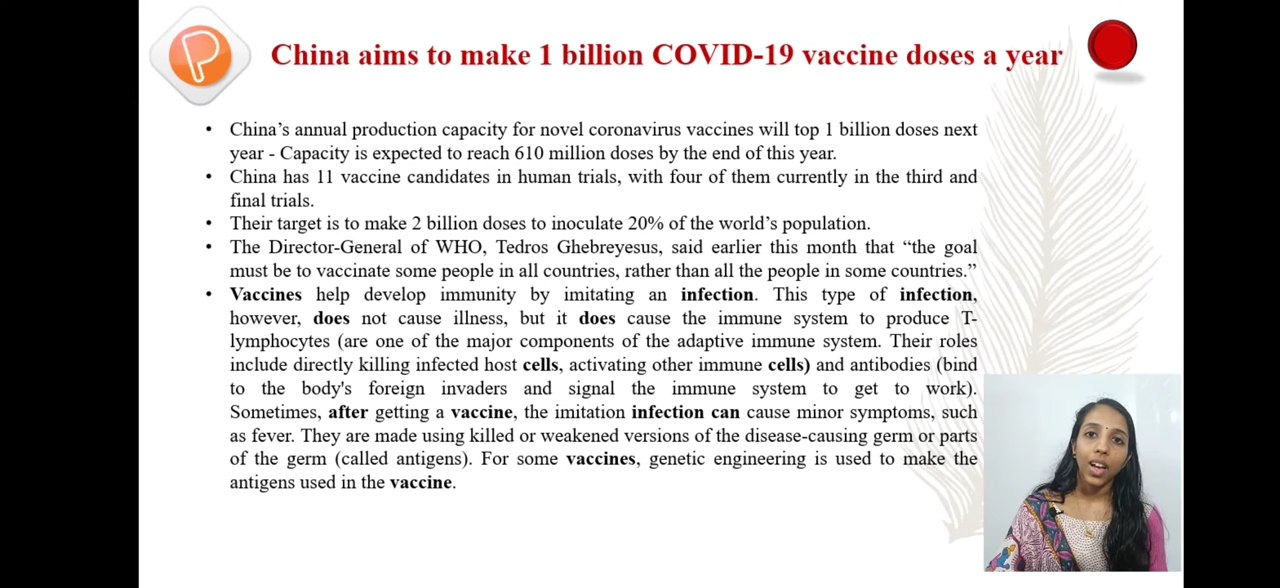 China aims to make 1 billion COVID-19 vaccine doses a year
• China's annual production capacity for novel coronavirus vaccines will top 1 billion doses next
year - Capacity is expected to reach 610 million doses by the end of this year.
• China has 11 vaccine candidates in human trials, with four of them currently in the third and
final trials.
• Their target is to make 2 billion doses to inoculate 20% of the world's population.
• The Director-General of WHO, Tedros Ghebreyesus, said earlier this month that “the goal
must be to vaccinate some people in all countries, rather than all the people in some countries.”
• Vaccines help develop immunity by imitating an infection. This type of infection,
however, does not cause illness, but it does cause the immune system to produce T-
lymphocytes (are one of the major components of the adaptive immune system. Their roles
include directly killing infected host cells, activating other immune cells) and antibodies (bind
to the body's foreign invaders and signal the immune system to get to work).
Sometimes, after getting a vaccine, the imitation infection can cause minor symptoms, such
as fever. They are made using killed or weakened versions of the disease-causing germ or parts
of the germ (called antigens). For some vaccines, genetic engineering is used to make the
antigens used in the vaccine.